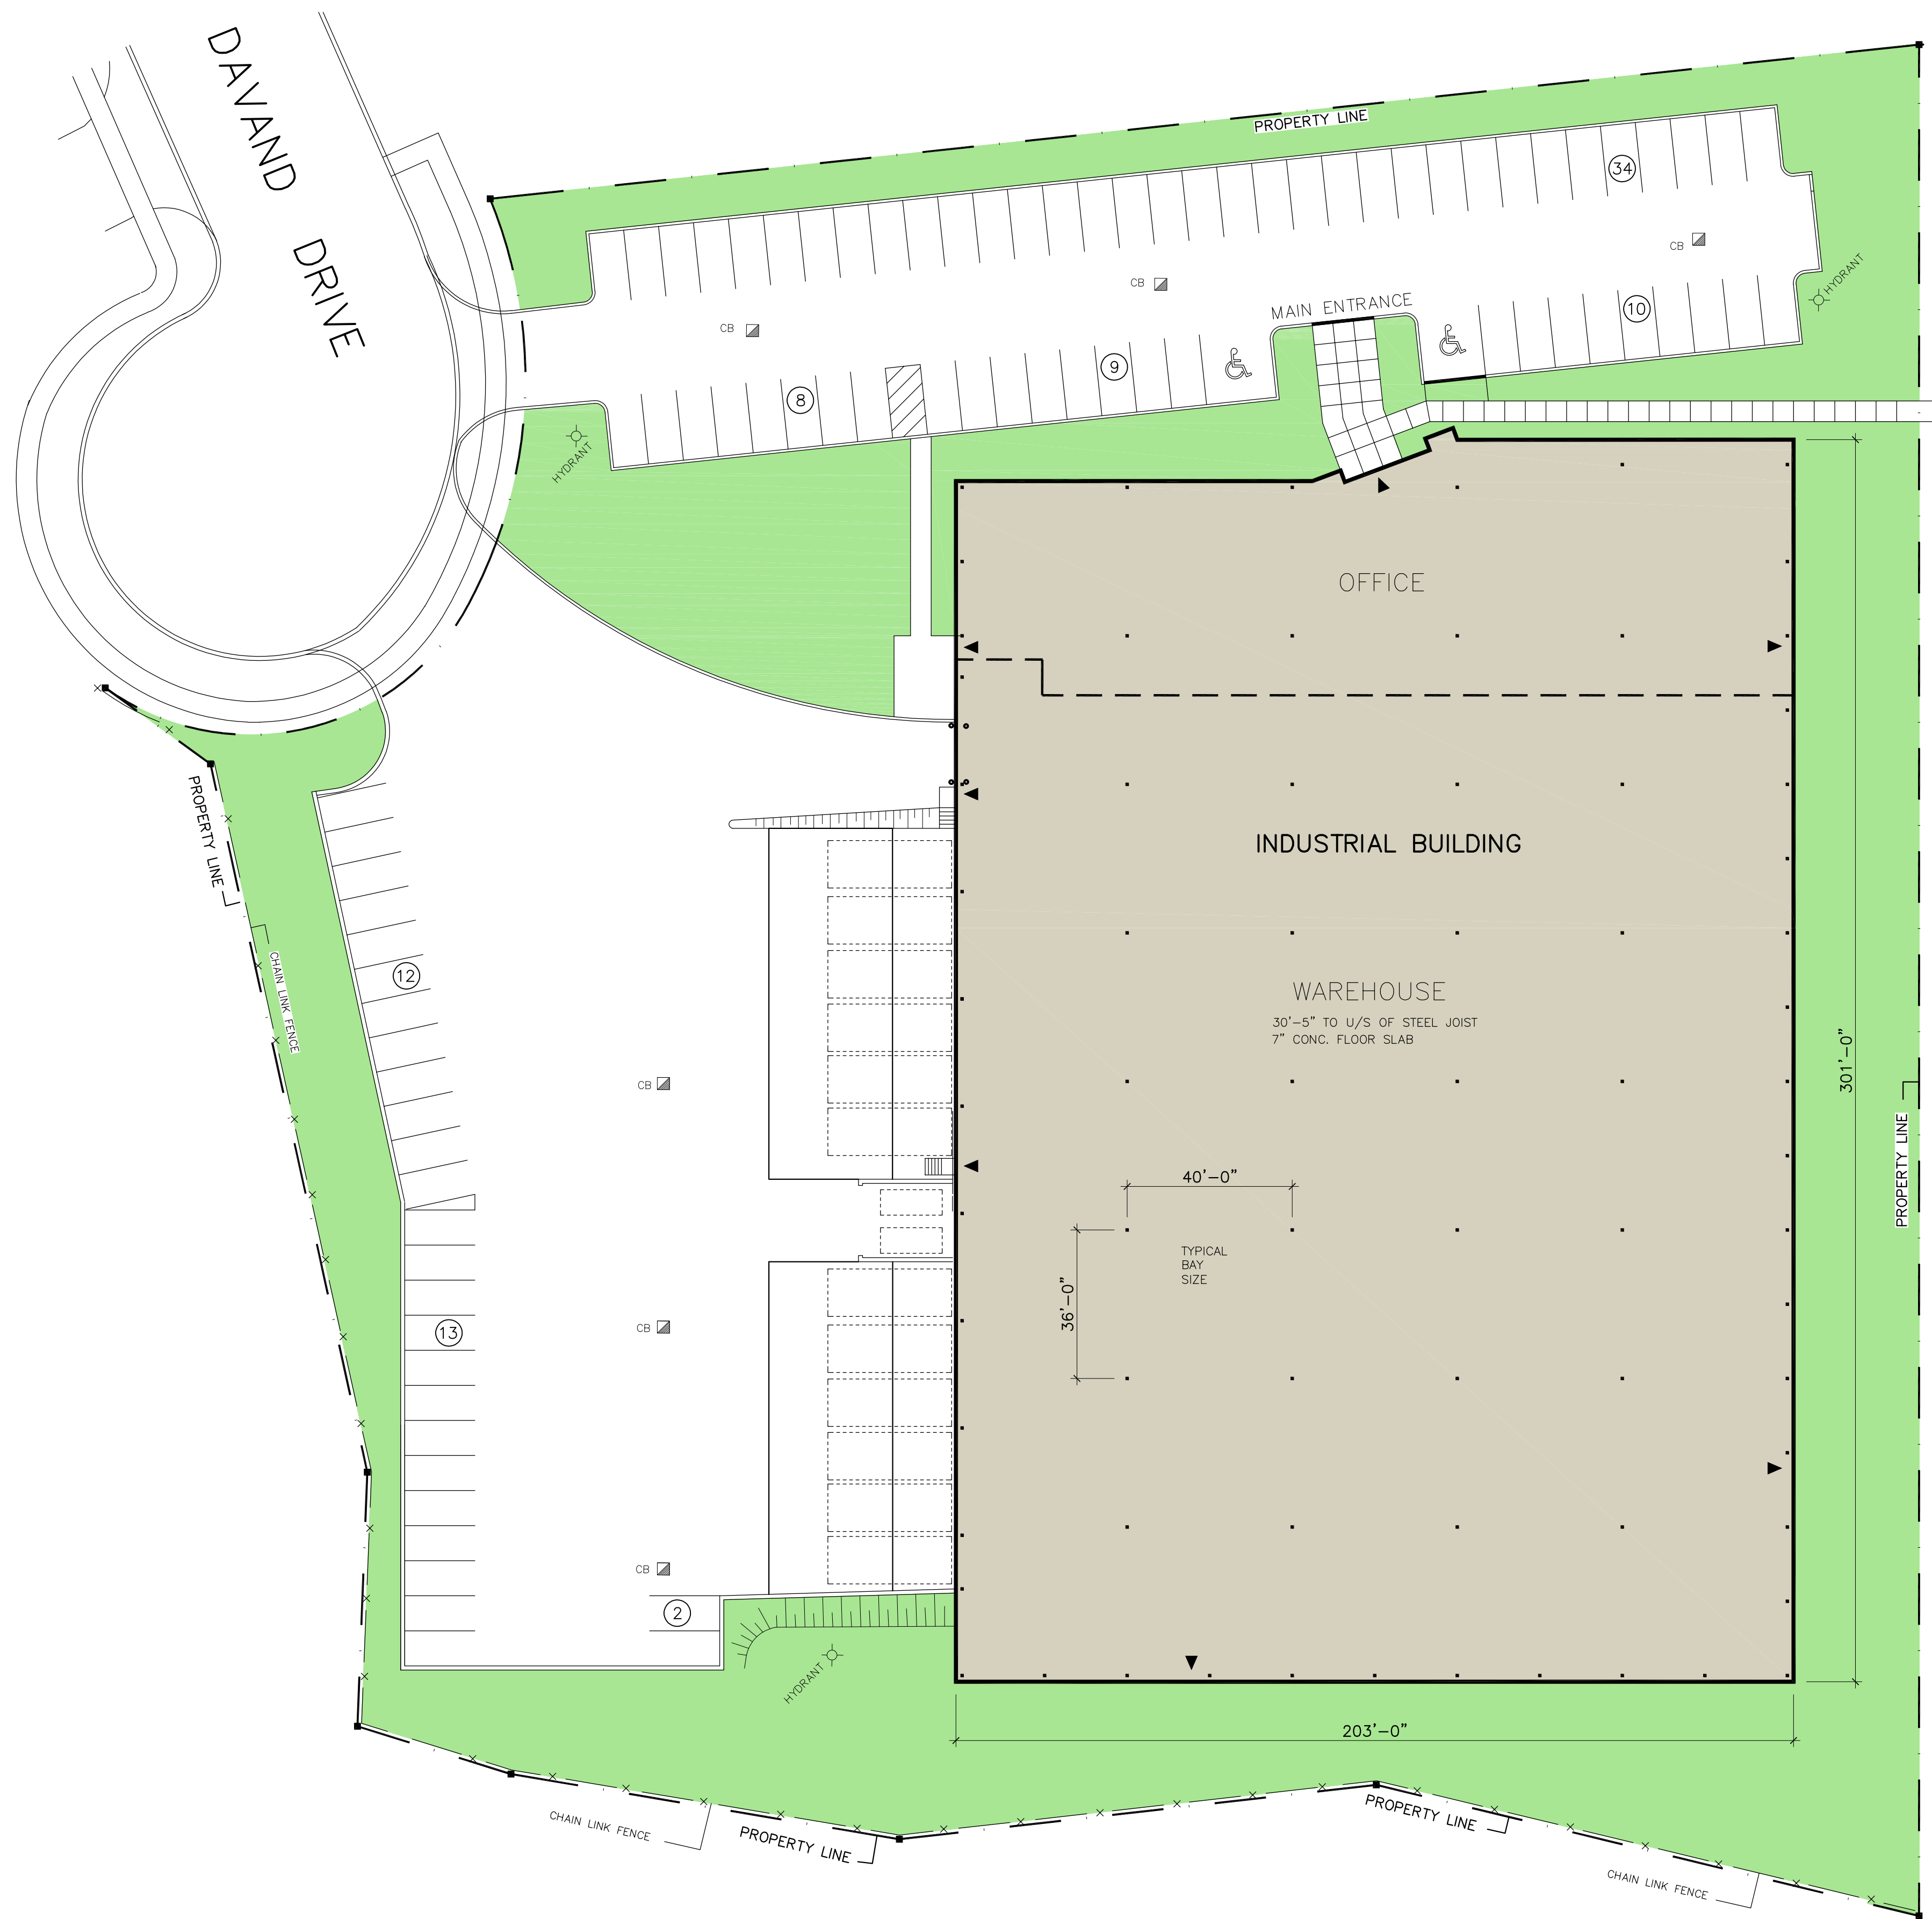 DAVAND DRIVE
PROPERTY LINE
34
CB
CB
CB
HYDRANT
MAIN ENTRANCE
10
9
8
HYDRANT
OFFICE
PROPERTY LINE
INDUSTRIAL BUILDING
12
CHAIN LINK FENCE
WAREHOUSE
30'-5" TO U/S OF STEEL JOIST
7" CONC. FLOOR SLAB
301'-0"
CB
PROPERTY LINE
40'-0"
TYPICAL
BAY
SIZE
36'-0"
13
CB
CB
2
HYDRANT
203'-0"
CHAIN LINK FENCE
PROPERTY LINE
PROPERTY LINE
CHAIN LINK FENCE